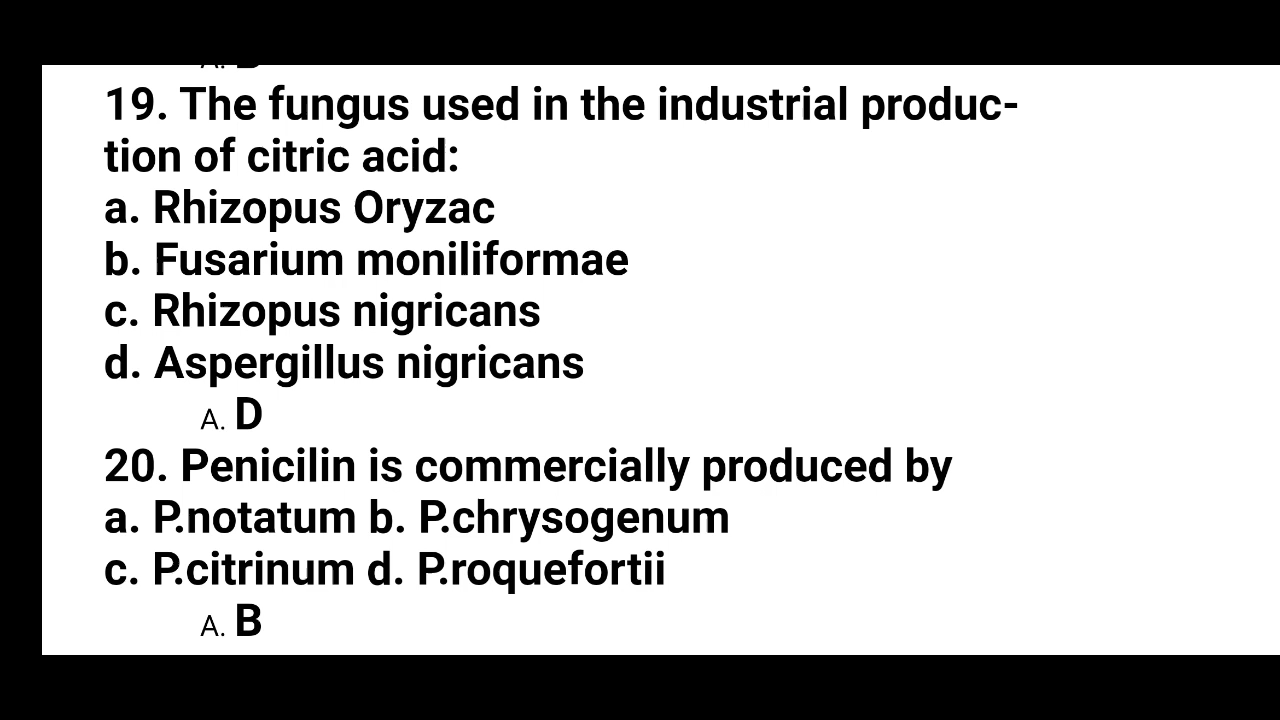 19. The fungus used in the industrial produc-
tion of citric acid:
a. Rhizopus Oryzac
b. Fusarium moniliformae
c. Rhizopus nigricans
d. Aspergillus nigricans
A. D
20. Penicilin is commercially produced by
a. P.notatum b. P.chrysogenum
c. P.citrinum d. P.roquefortii
A. B